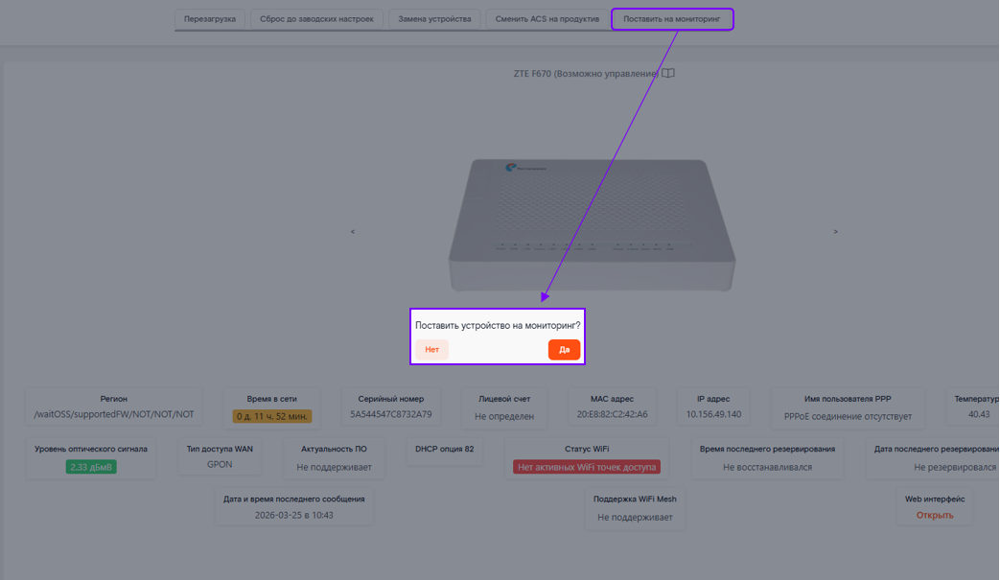 Перезагрузка
Сброс до заводских настроек
Замена устройства
Сменить ACS на продуктив
Поставить на мониторинг
ZTE F670 (Возможно управление)
<
>
Поставить устройство на мониторинг?
Нет
Да
Регион
/waitOSS/supportedFW/NOT/NOT/NOT
Время в сети
0 д. 11 ч. 52 мин.
Серийный номер
5A544547C8732A79
Лицевой счет
Не определен
MAC адрес
20:E8:82:C2:42:A6
IP адрес
10.156.49.140
Имя пользователя PPP
PPPoE соединение отсутствует
Температур
40.43
Уровень оптического сигнала
2.33 дБмВ
Тип доступа WAN
GPON
Актуальность ПО
Не поддерживает
DHCP опция 82
Статус WiFi
Нет активных WiFi точек доступа
Время последнего резервирования
Не восстанавливался
Дата последнего резервировани
Не резервировался
Дата и время последнего сообщения
2026-03-25 в 10:43
Поддержка WiFi Mesh
Не поддерживает
Web интерфейс
Открыть